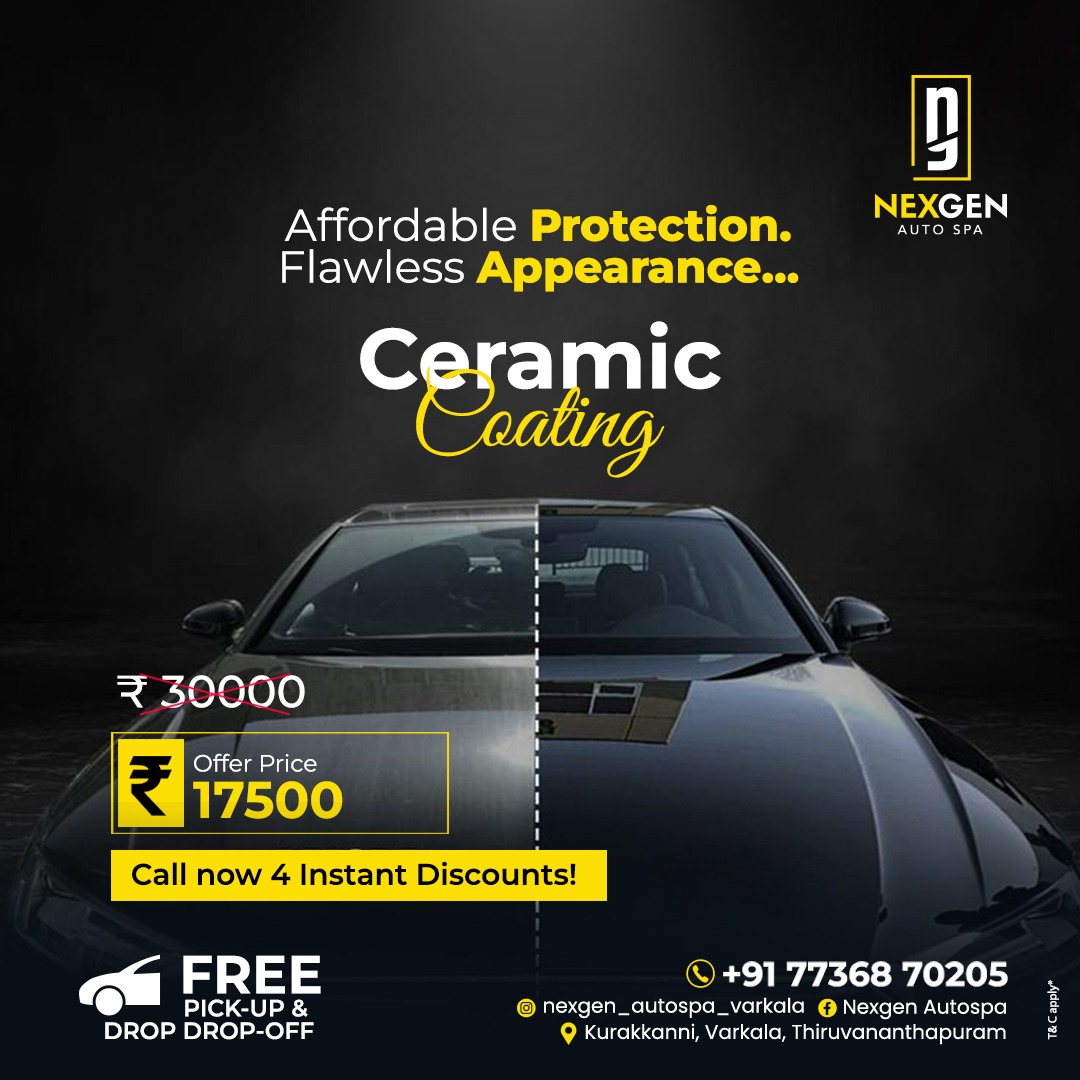 ng
NEXGEN
AUTO SPA
Affordable Protection.
Flawless Appearance...
Ceramic
Coating
₹ 30000
₹ Offer Price
17500
Call now 4 Instant Discounts!
FREE
PICK-UP &
DROP DROP-OFF
+91 77368 70205
nexgen_autospa_varkala Nexgen Autospa
Kurakkanni, Varkala, Thiruvananthapuram
T&C apply*